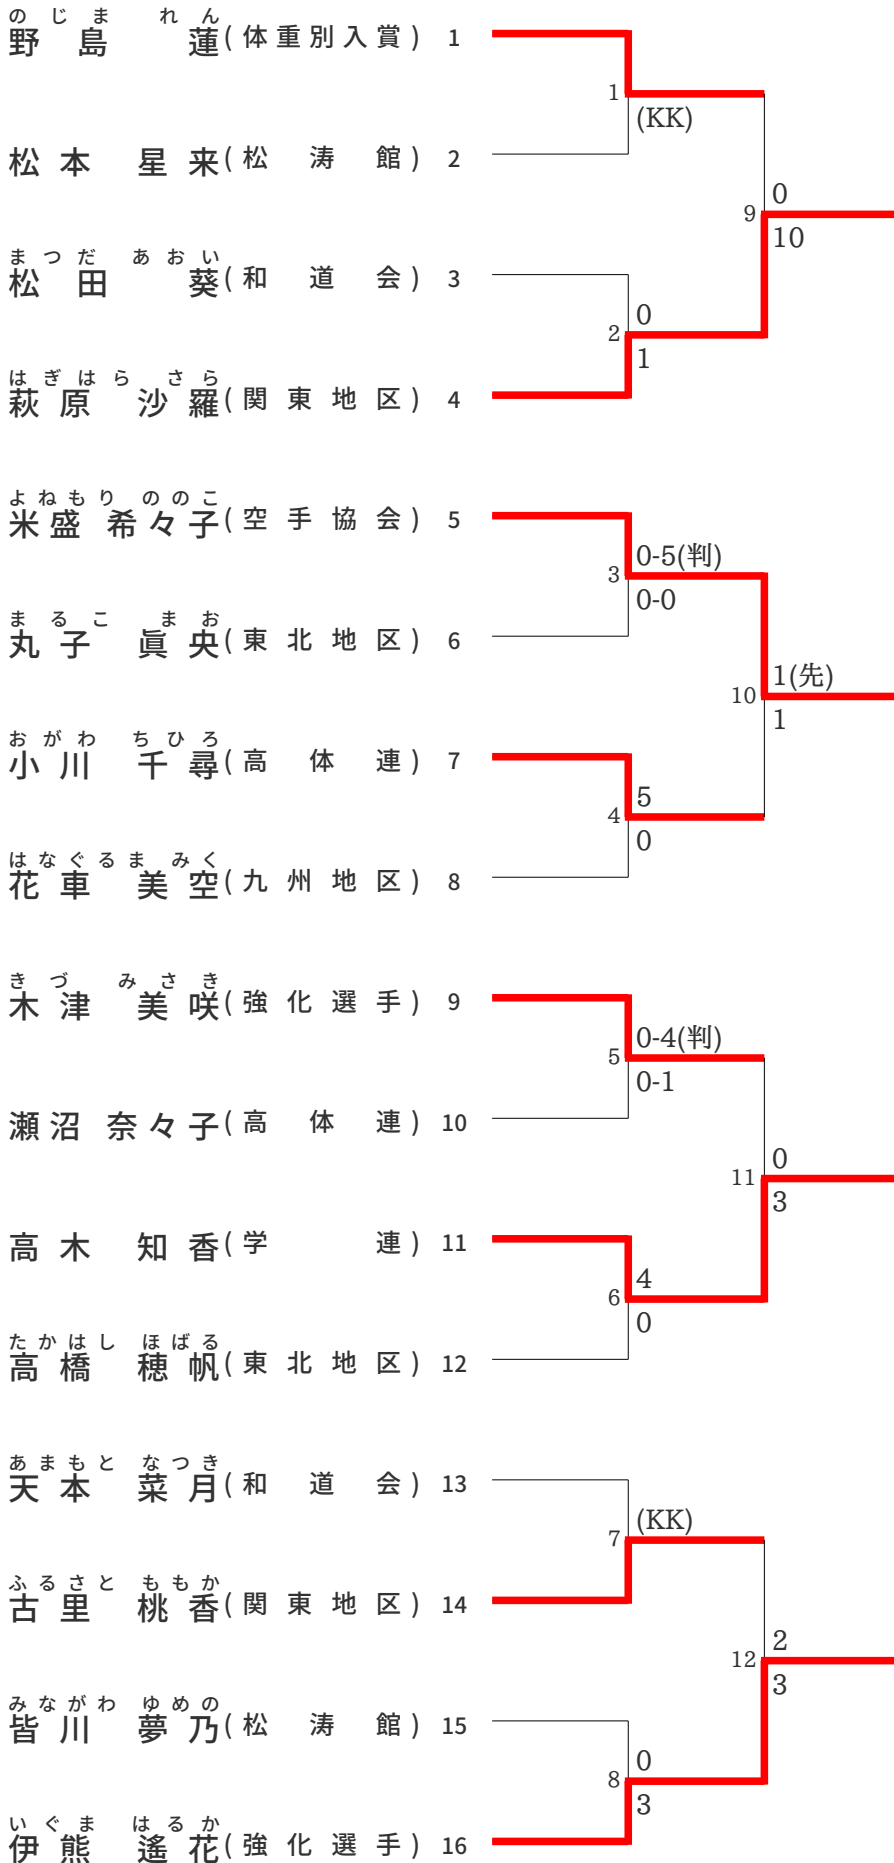 のじま れん
野島 蓮(体重別入賞) 1
1
(KK)
松本 星来(松涛館) 2
0
9
10
まつだ あおい
松田 葵(和道会) 3
0
2
1
はぎはら さら
萩原 沙羅(関東地区) 4
よねもり ののこ
米盛 希々子(空手協会) 5
0-5(判)
3
0-0
まるこ まお
丸子 眞央(東北地区) 6
1(先)
10
1
おがわ ちひろ
小川 千尋(高体連) 7
5
4
0
はなぐるま みく
花車 美空(九州地区) 8
きづ みさき
木津 美咲(強化選手) 9
0-4(判)
5
0-1
瀬沼 奈々子(高体連) 10
0
11
3
高木 知香(学連) 11
4
6
0
たかはし ほばる
高橋 穂帆(東北地区) 12
あまもと なつき
天本 菜月(和道会) 13
(KK)
7
ふるさと ももか
古里 桃香(関東地区) 14
2
12
3
みながわ ゆめの
皆川 夢乃(松涛館) 15
0
8
3
いぐま はるか
伊熊 遙花(強化選手) 16